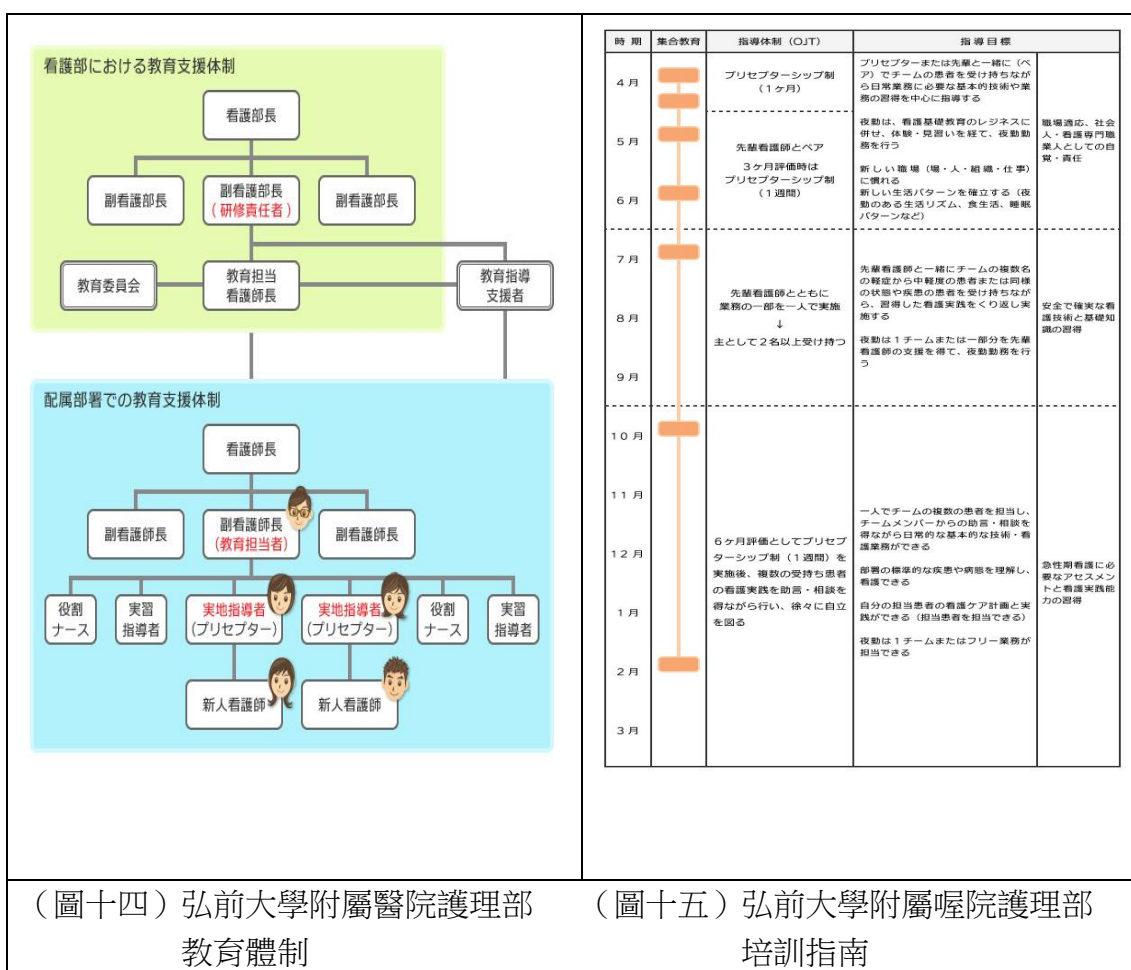 看護部における教育支援体制
看護部長
副看護部長
副看護部長
(研修責任者)
副看護部長
教育委員会
教育担当
看護師長
教育指導
支援者
配属部署での教育支援体制
看護師長
副看護師長
副看護師長
(教育担当者)
副看護師長
役割
ナース
実習
指導者
実地指導者
(プリセプター)
実地指導者
(プリセプター)
役割
ナース
実習
指導者
新人看護師
新人看護師
時 期
集合教育
指導体制(OJT)
指導目標
4月
5月
6月
7月
8月
9月
10月
11月
12月
1月
2月
3月
プリセプターシップ制
(1ヶ月)
先輩看護師とペア
3ヶ月評価時は
プリセプターシップ制
(1週間)
先輩看護師とともに
業務の一部を一人で実施
↓
主として2名以上受け持つ
6ヶ月評価としてプリセプ
ターシップ制(1週間)を
実施後、複数の受持ち患者
の看護実践を助言・相談を
得ながら行い、徐々に自立
を図る
プリセプターまたは先輩と一緒に(ペ
ア)でチームの患者を受け持ちなが
ら日常業務に必要な基本的技術や業
務の習得を中心に指導する
夜勤は、看護基礎教育のレジネスに
併せ、体験・見習いを経て、夜勤勤
務を行う
新しい職場(場・人・組織・仕事)
に慣れる
新しい生活パターンを確立する(夜
勤のある生活リズム、食生活、睡眠
パターンなど)
職場適応、社会
人・看護専門職
業人としての自
覚・責任
先輩看護師と一緒にチームの複数名
の軽症から中軽度の患者または同様
の状態や疾患の患者を受け持ちなが
ら、習得した看護実践をくり返し実
施する
夜勤は1チームまたは一部分を先輩
看護師の支援を得て、夜勤勤務を行
う
安全で確実な看
護技術と基礎知
識の習得
一人でチームの複数の患者を担当し、
チームメンバーからの助言・相談を
得ながら日常的な基本的な技術・看
護業務ができる
部署の標準的な疾患や病態を理解し、
看護できる
自分の担当患者の看護ケア計画と実
践ができる(担当患者を担当できる)
夜勤は1チームまたはフリー業務が
担当できる
急性期看護に必
要なアセスメン
トと看護実践能
力の習得
(圖十四)弘前大學附屬醫院護理部
教育體制
(圖十五)弘前大學附屬喔院護理部
培訓指南